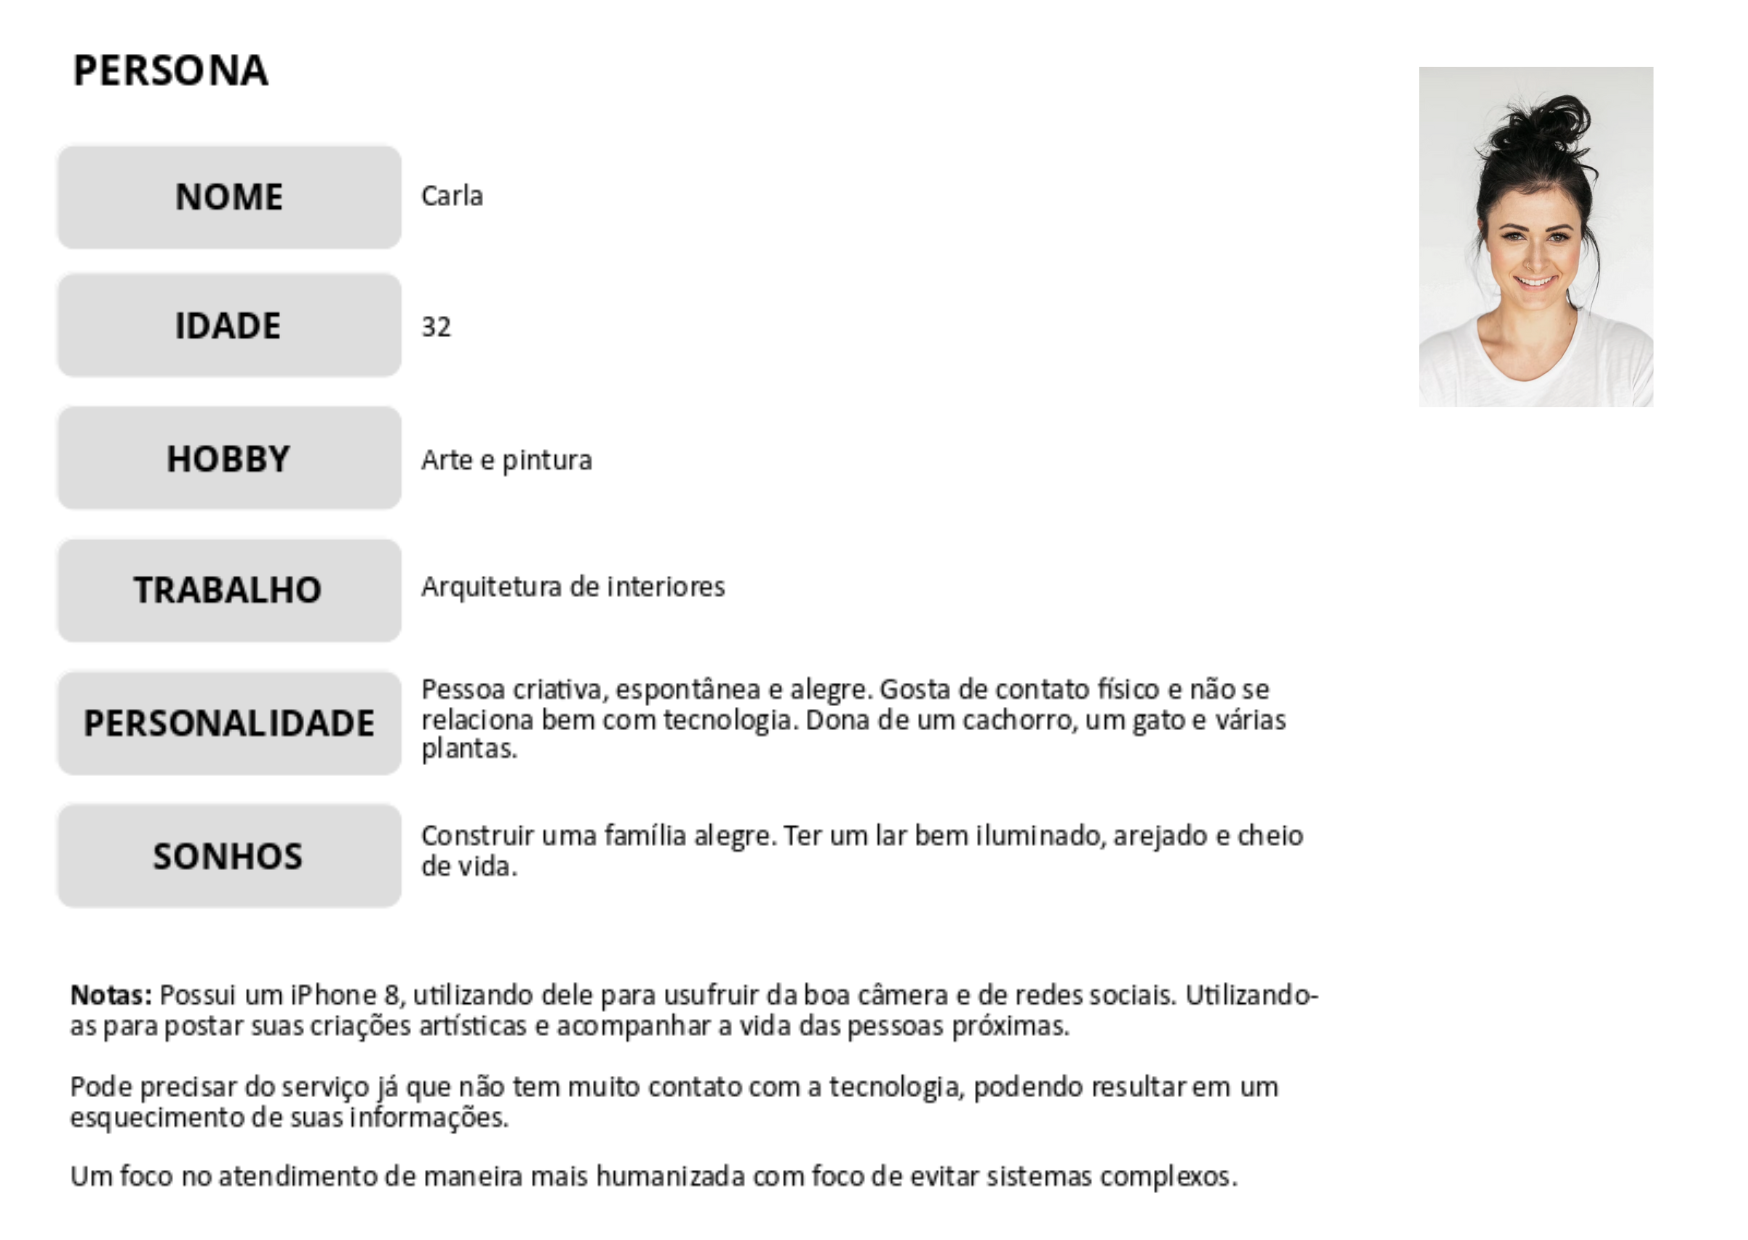 PERSONA
NOME
Carla
IDADE
32
HOBBY
Arte e pintura
TRABALHO
Arquitetura de interiores
PERSONALIDADE
Pessoa criativa, espontânea e alegre. Gosta de contato físico e não se
relaciona bem com tecnologia. Dona de um cachorro, um gato e várias
plantas.
SONHOS
Construir uma família alegre. Ter um lar bem iluminado, arejado e cheio
de vida.
Notas: Possui um iPhone 8, utilizando dele para usufruir da boa câmera e de redes sociais. Utilizando-
as para postar suas criações artísticas e acompanhar a vida das pessoas próximas.
Pode precisar do serviço já que não tem muito contato com a tecnologia, podendo resultar em um
esquecimento de suas informações.
Um foco no atendimento de maneira mais humanizada com foco de evitar sistemas complexos.